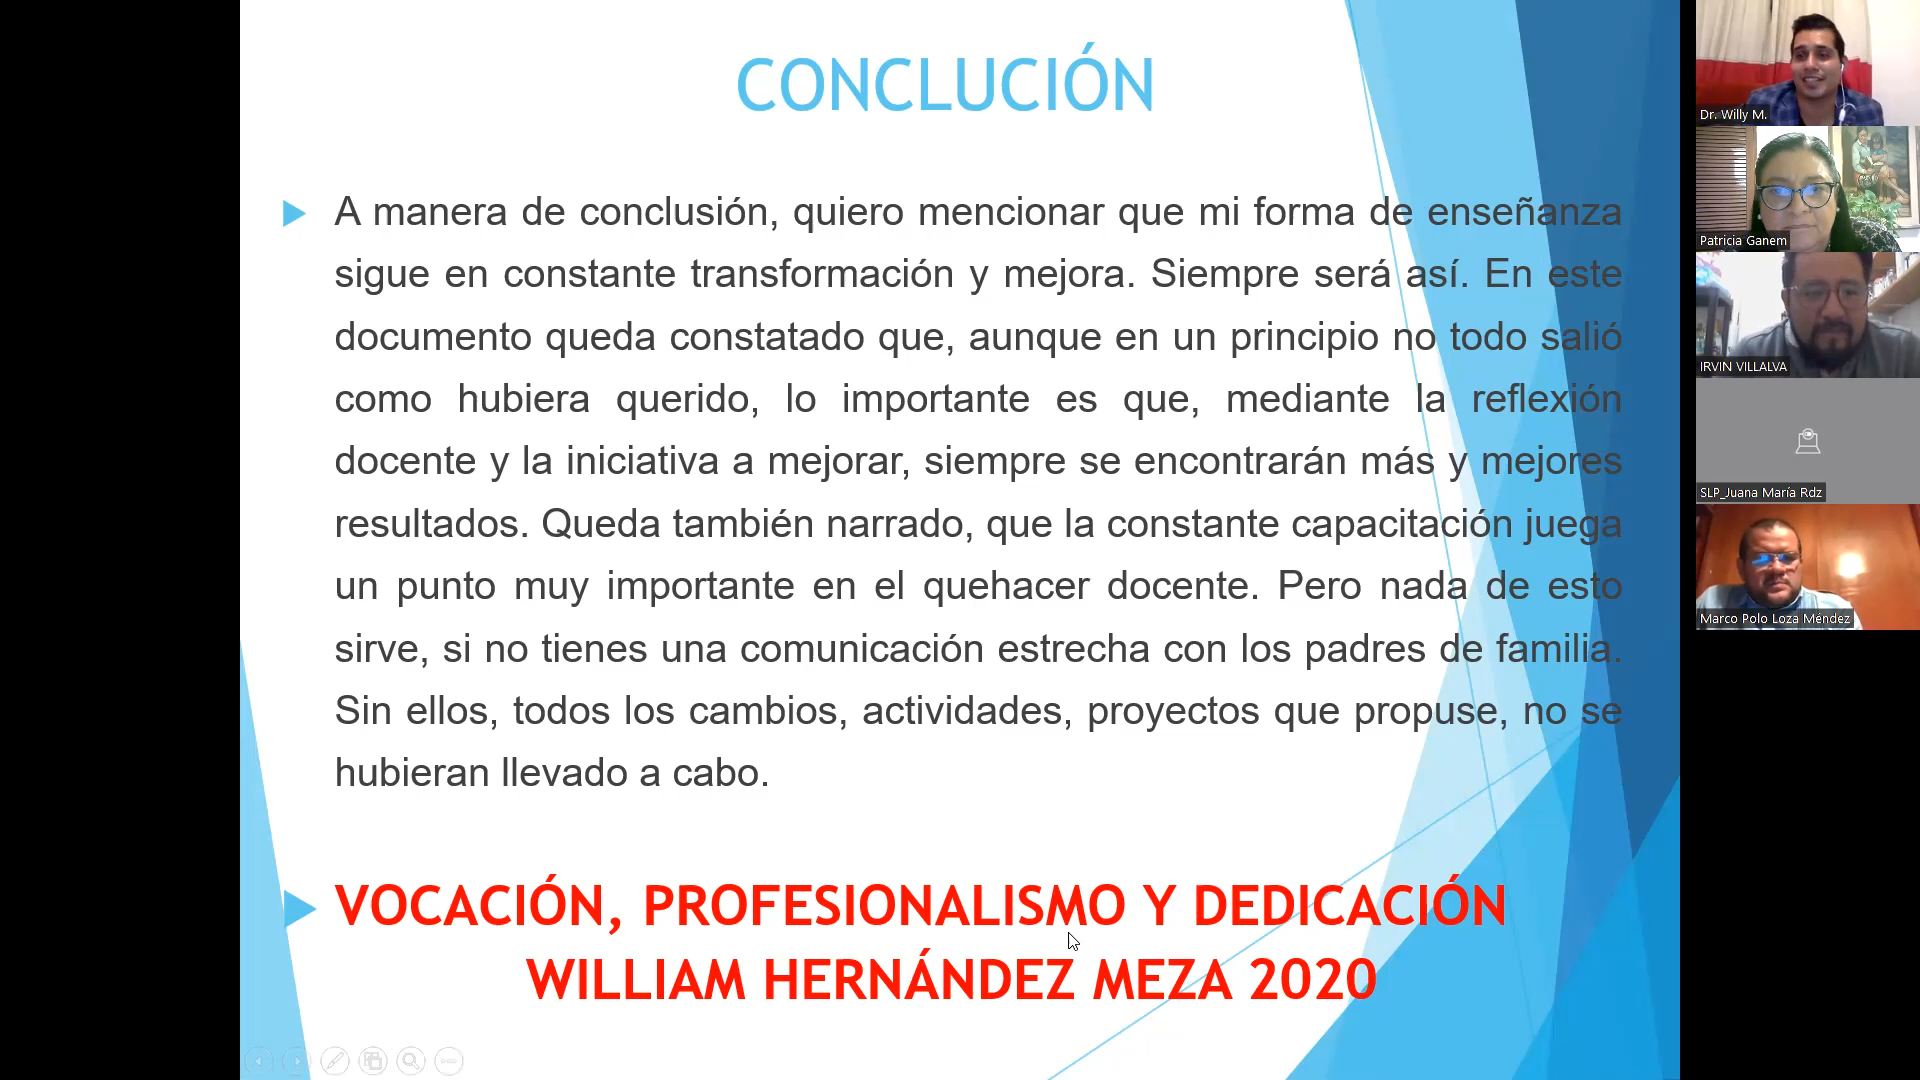 CONCLUCIÓN
A manera de conclusión, quiero mencionar que mi forma de enseñanza
sigue en constante transformación y mejora. Siempre será así. En este
documento queda constatado que, aunque en un principio no todo salió
como hubiera querido, lo importante es que, mediante la reflexión
docente y la iniciativa a mejorar, siempre se encontrarán más y mejores
resultados. Queda también narrado, que la constante capacitación juega
un punto muy importante en el quehacer docente. Pero nada de esto
sirve, si no tienes una comunicación estrecha con los padres de familia.
Sin ellos, todos los cambios, actividades, proyectos que propuse, no se
hubieran llevado a cabo.
VOCACIÓN, PROFESIONALISMO Y DEDICACIÓN
WILLIAM HERNÁNDEZ MEZA 2020
Dr. Willy M.
Patricia Ganem
IRVIN VILLALVA
SLP_Juana María Rdz
Marco Polo Loza Méndez